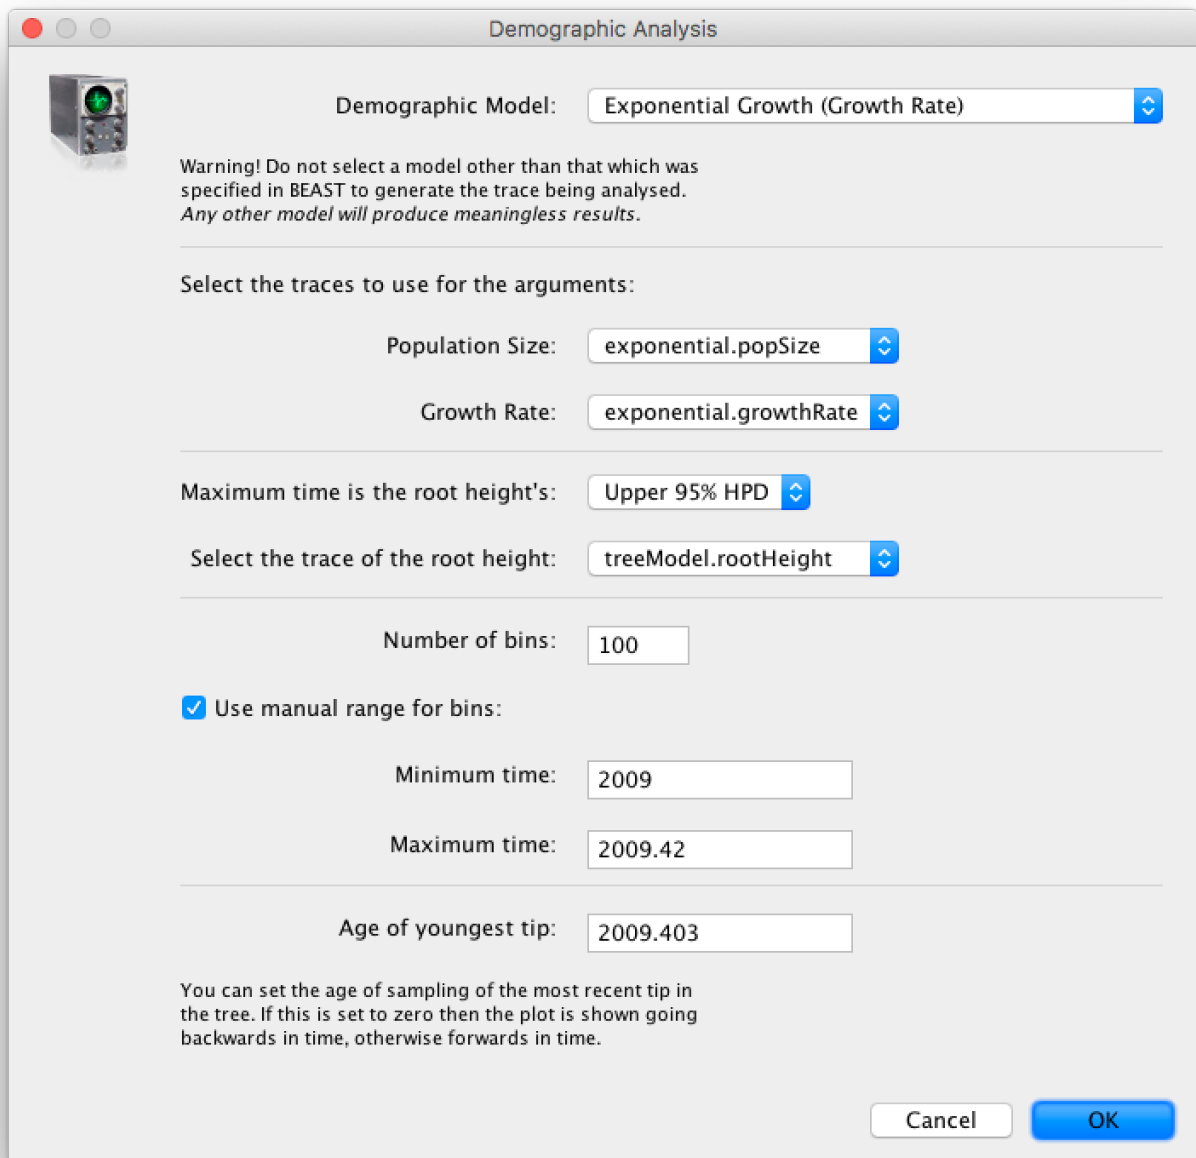 Demographic Analysis
Demographic Model: Exponential Growth (Growth Rate)
Warning! Do not select a model other than that which was
specified in BEAST to generate the trace being analysed.
Any other model will produce meaningless results.
Select the traces to use for the arguments:
Population Size: exponential.popSize
Growth Rate: exponential.growthRate
Maximum time is the root height's: Upper 95% HPD
Select the trace of the root height: treeModel.rootHeight
Number of bins: 100
Use manual range for bins:
Minimum time: 2009
Maximum time: 2009.42
Age of youngest tip: 2009.403
You can set the age of sampling of the most recent tip in
the tree. If this is set to zero then the plot is shown going
backwards in time, otherwise forwards in time.
Cancel OK